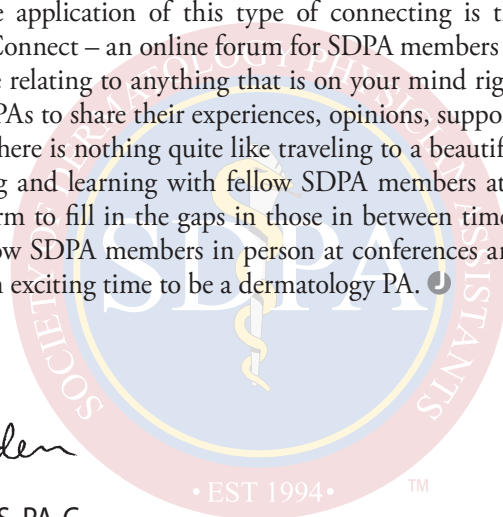 e application of this type of connecting is t
Connect – an online forum for SDPA members
e relating to anything that is on your mind rig
PAs to share their experiences, opinions, suppo
here is nothing quite like traveling to a beautif
g and learning with fellow SDPA members at
rm to fill in the gaps in those in between time
ow SDPA members in person at conferences an
n exciting time to be a dermatology PA. J
den
S, PA-C
SOCIETY OF DERMATOLOGY PHYSICIAN ASSISTANTS
SDPA
• EST 1994 •
TM